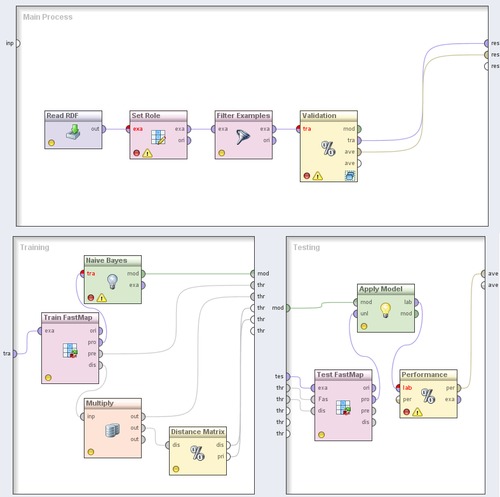 Main Process
inp
res
res
res
Read RDF
out
Set Role
exa
exa
ori
Filter Examples
exa
exa
ori
Validation
tra
mod
tra
ave
ave
Training
tra
Naive Bayes
tra
mod
exa
Train FastMap
exa
ori
pro
pre
dis
Multiply
inp
out
out
out
Distance Matrix
dis
dis
pri
mod
thr
thr
thr
thr
thr
Testing
mod
tes
thr
thr
thr
thr
thr
Apply Model
mod
unl
lab
mod
Test FastMap
exa
Fas
dis
ori
pro
pre
dis
Performance
lab
per
per
exa
ave
ave